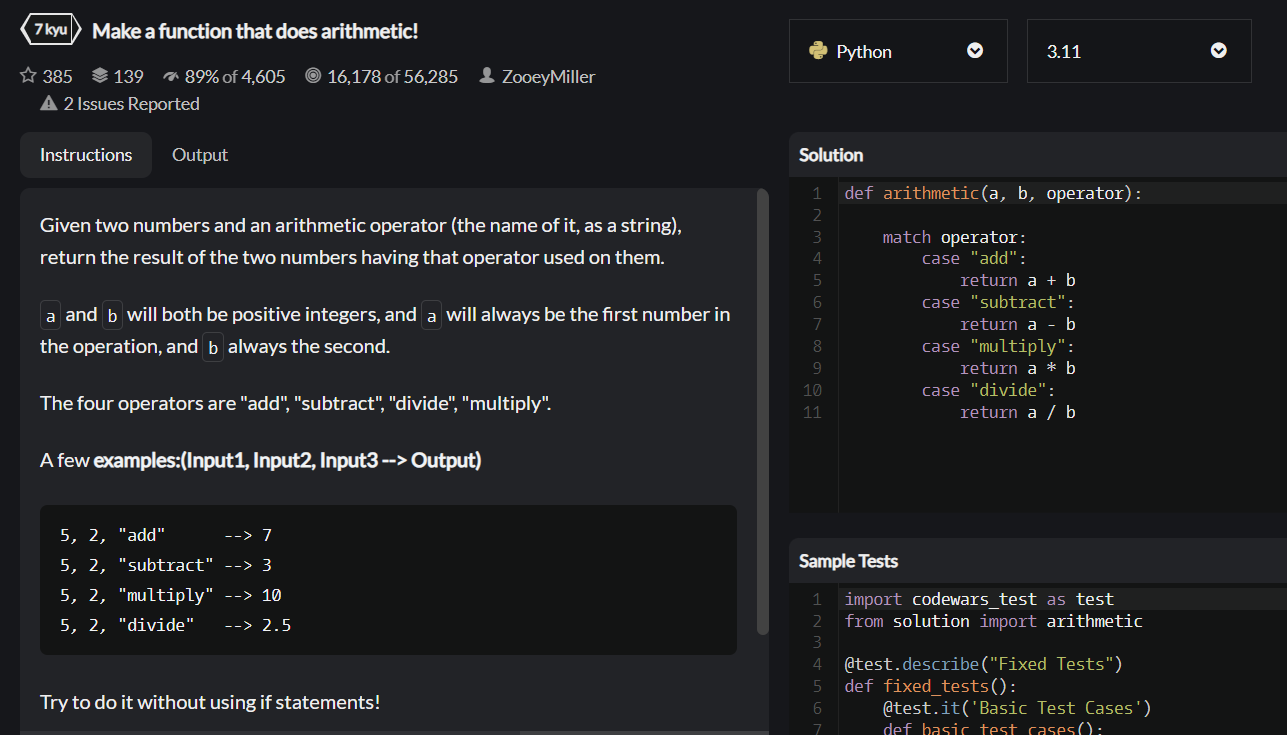 7 kyu Make a function that does arithmetic!
385 139 89% of 4,605 16,178 of 56,285 ZooeyMiller
2 Issues Reported
Python 3.11
Instructions Output
Given two numbers and an arithmetic operator (the name of it, as a string),
return the result of the two numbers having that operator used on them.
a and b will both be positive integers, and a will always be the first number in
the operation, and b always the second.
The four operators are "add", "subtract", "divide", "multiply".
A few examples:(Input1, Input2, Input3 --> Output)
5, 2, "add"      --> 7
5, 2, "subtract" --> 3
5, 2, "multiply" --> 10
5, 2, "divide"   --> 2.5
Try to do it without using if statements!
Solution
1 def arithmetic(a, b, operator):
2
3     match operator:
4         case "add":
5             return a + b
6         case "subtract":
7             return a - b
8         case "multiply":
9             return a * b
10         case "divide":
11             return a / b
Sample Tests
1 import codewars_test as test
2 from solution import arithmetic
3
4 @test.describe("Fixed Tests")
5 def fixed_tests():
6     @test.it('Basic Test Cases')
7     def basic_test_cases():